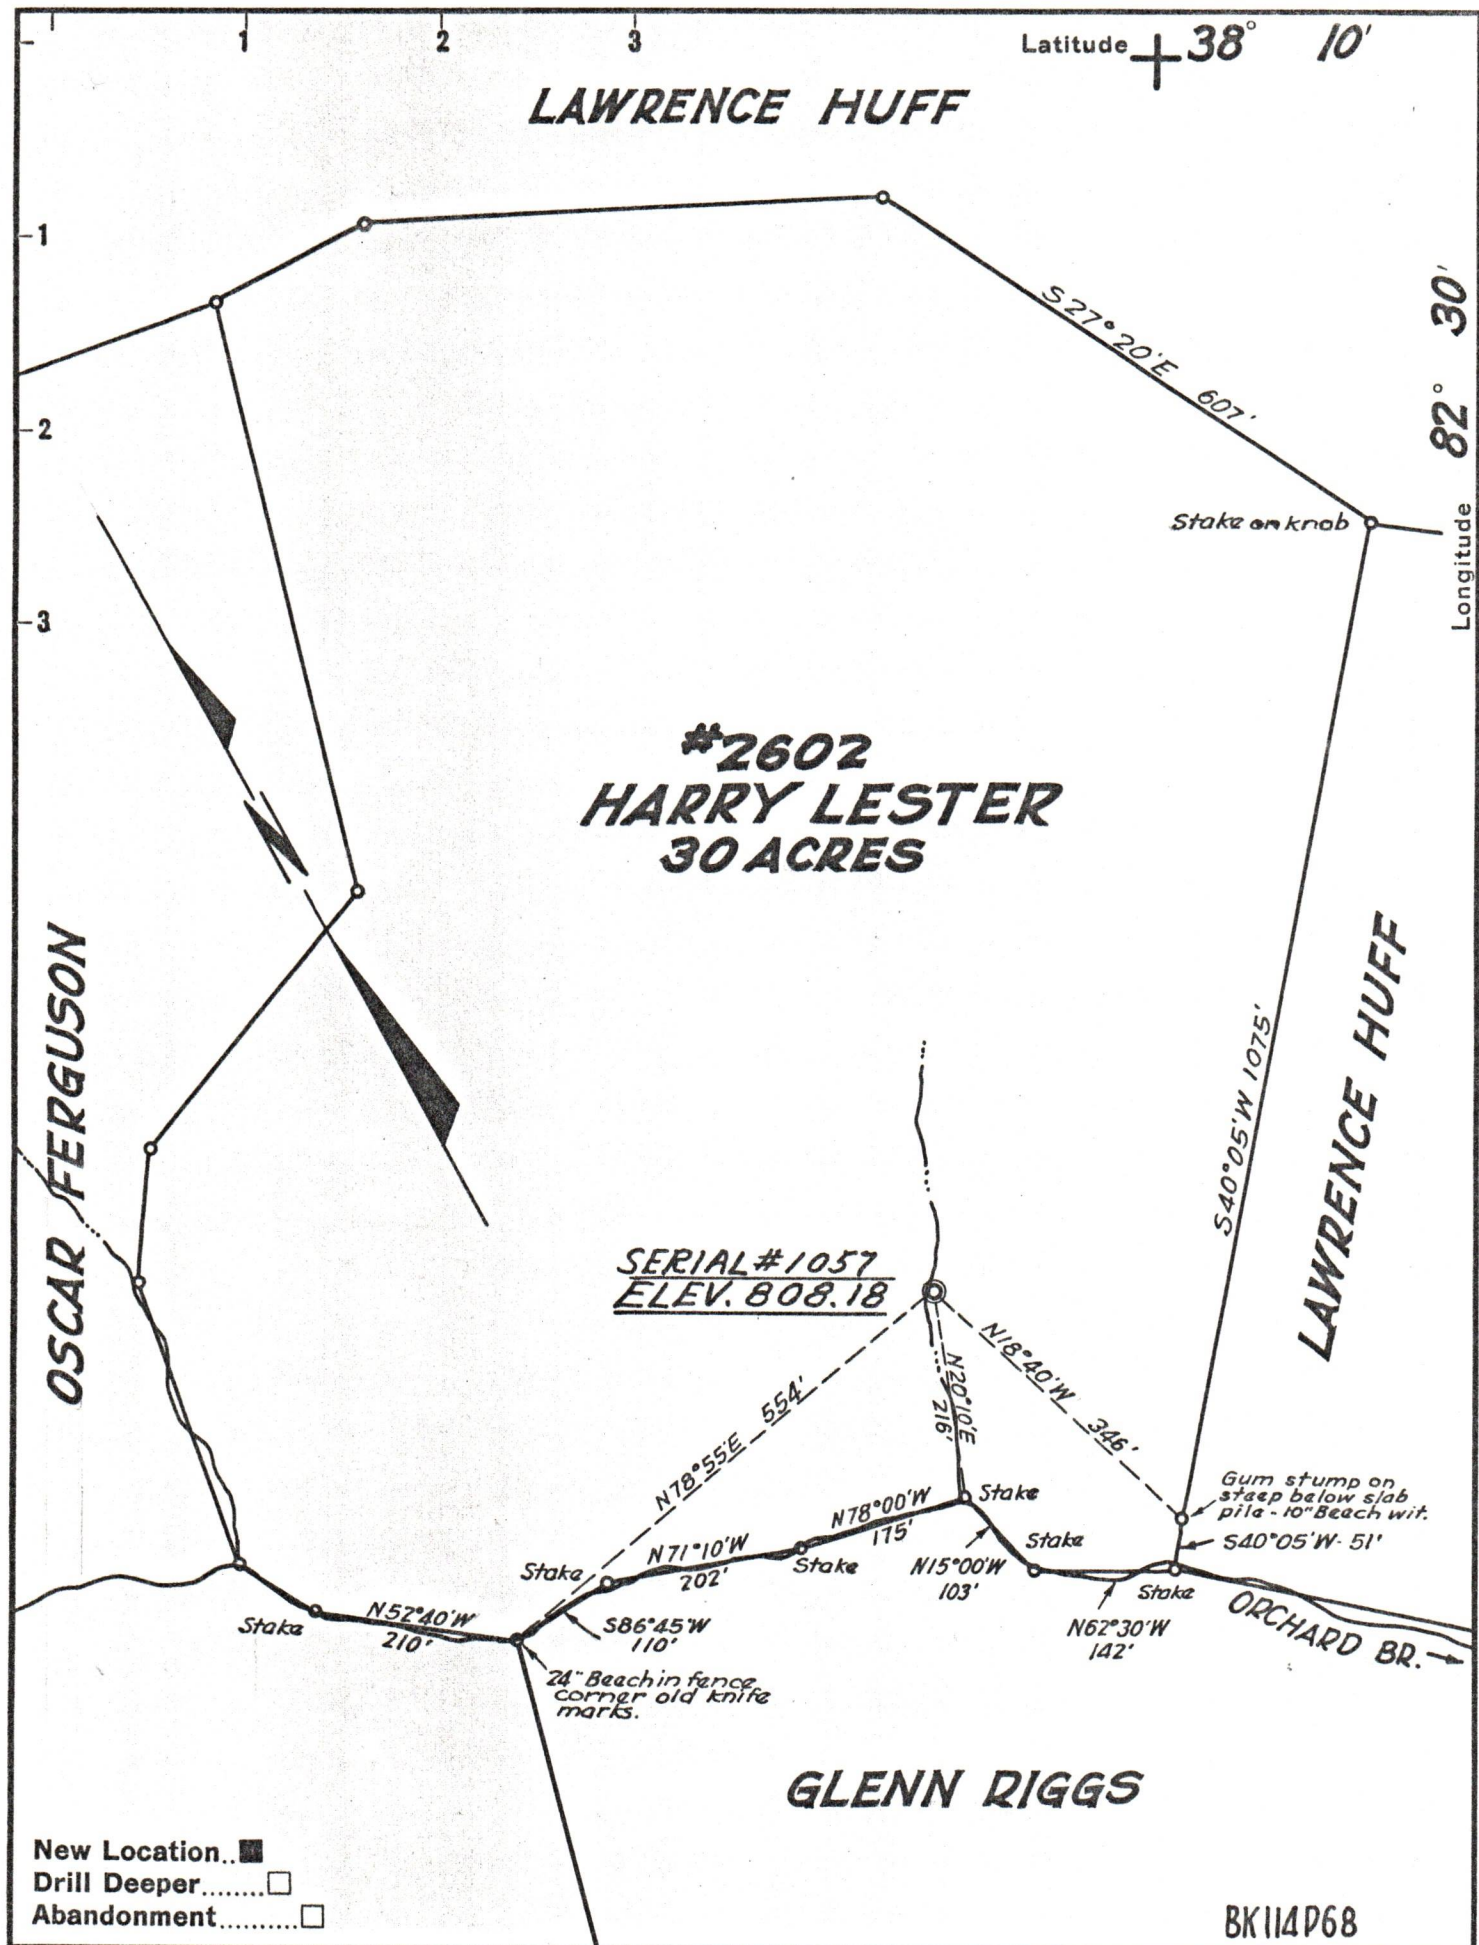 1 2 3
Latitude 38° 10'
LAWRENCE HUFF
1
S 27° 20' E 607'
82° 30'
Longitude
2
Stake on knob
3
#2602
HARRY LESTER
30 ACRES
OSCAR FERGUSON
LAWRENCE HUFF
S40°05'W 1075'
SERIAL #1057
ELEV. 808.18
N78°55'E 554'
N20°10'E
216'
N18°40'W 346'
Gum stump on
steep below slab
pile - 10" Beach wit.
S40°05'W - 51'
Stake
N78°00'W
175'
Stake
N71°10'W
202'
Stake
N15°00'W
103'
Stake
Stake
N62°30'W
142'
ORCHARD BR.
Stake
N52°40'W
210'
S86°45'W
110'
24" Beach in fence
corner old knife
marks.
GLENN RIGGS
New Location..■
Drill Deeper........□
Abandonment..........□
BK114P68